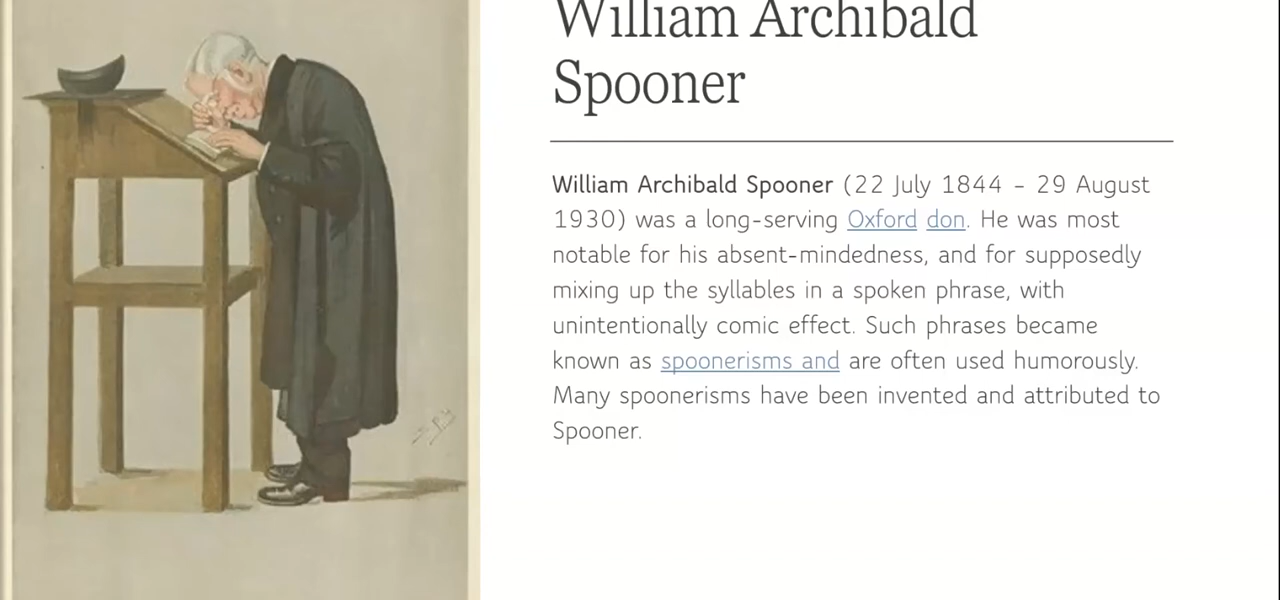 William Archibald
Spooner
William Archibald Spooner (22 July 1844 – 29 August
1930) was a long-serving Oxford don. He was most
notable for his absent-mindedness, and for supposedly
mixing up the syllables in a spoken phrase, with
unintentionally comic effect. Such phrases became
known as spoonerisms and are often used humorously.
Many spoonerisms have been invented and attributed to
Spooner.